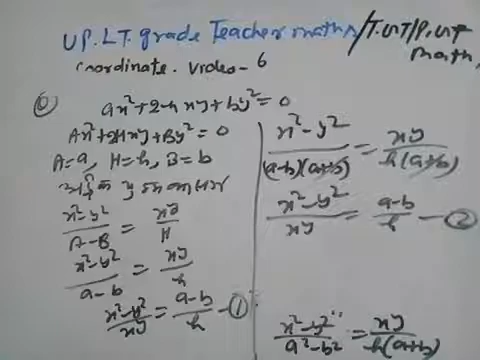 UP. LT. grade Teacher maths/T.GT/P.GT
math.
coordinate. video- 6
ax²+2hxy+by²=0
Ax²+2Hxy+By²=0
A=a, H=h, B=b
x²-y²/A-B = xy/H
x²-y²/a-b = xy/h
x²-y²/xy = a-b/h -①
x²-y²/(a-b)(a+b) = xy/h(a+b)
x²-y²/xy = a-b/h -②
x²-y²/a²-b² = xy/h(a+b)